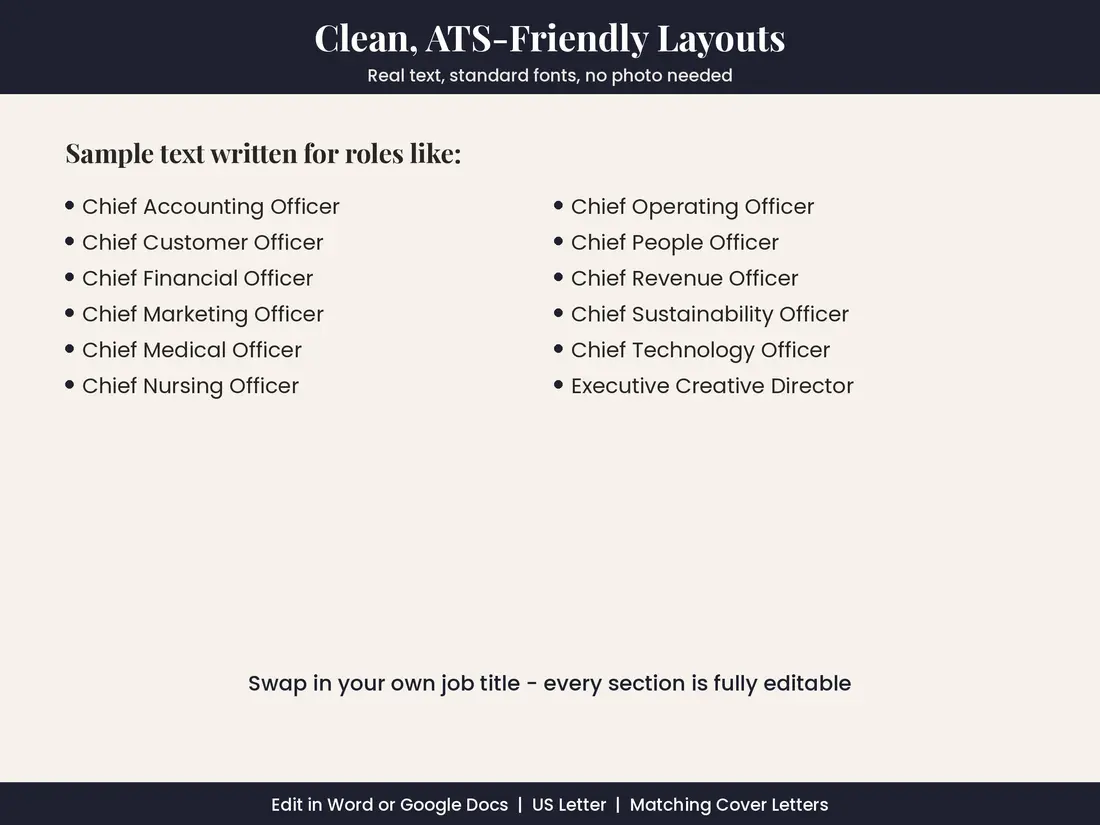 Clean, ATS-Friendly Layouts
Real text, standard fonts, no photo needed
Sample text written for roles like:
• Chief Accounting Officer
• Chief Customer Officer
• Chief Financial Officer
• Chief Marketing Officer
• Chief Medical Officer
• Chief Nursing Officer
• Chief Operating Officer
• Chief People Officer
• Chief Revenue Officer
• Chief Sustainability Officer
• Chief Technology Officer
• Executive Creative Director
Swap in your own job title - every section is fully editable
Edit in Word or Google Docs | US Letter | Matching Cover Letters